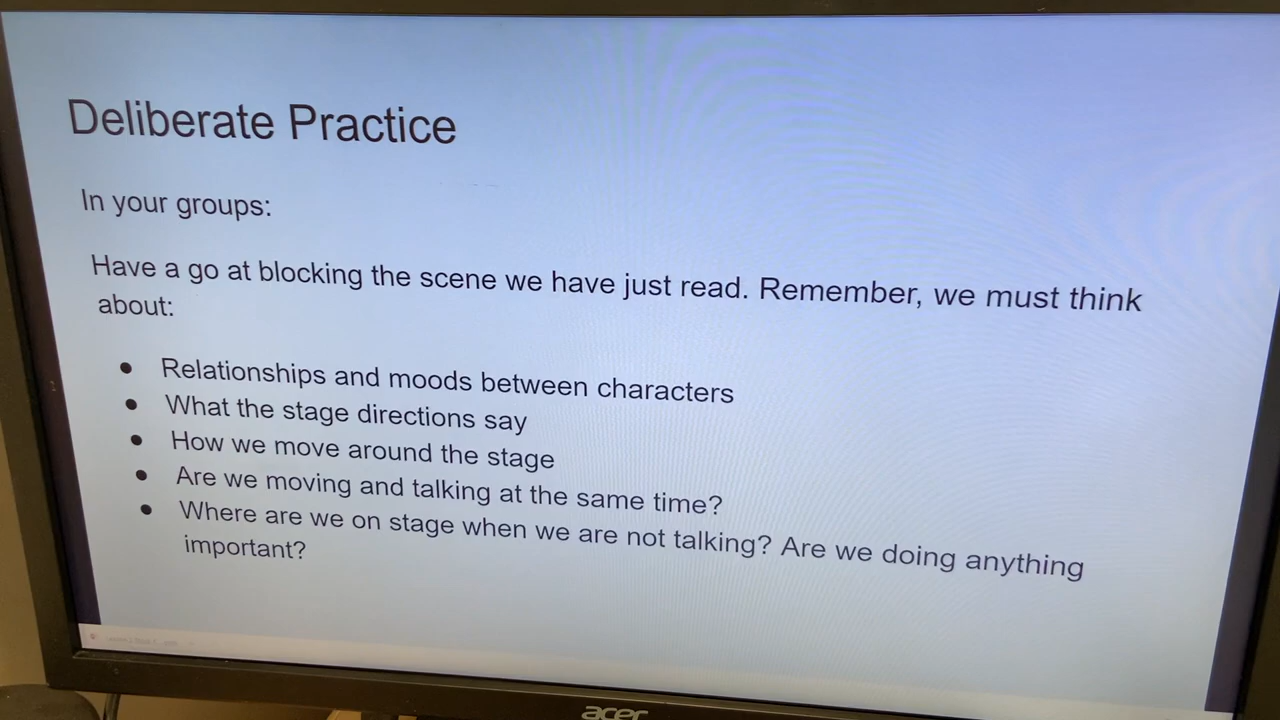 Deliberate Practice
In your groups:
Have a go at blocking the scene we have just read. Remember, we must think
about:
● Relationships and moods between characters
● What the stage directions say
● How we move around the stage
● Are we moving and talking at the same time?
● Where are we on stage when we are not talking? Are we doing anything
important?
acer